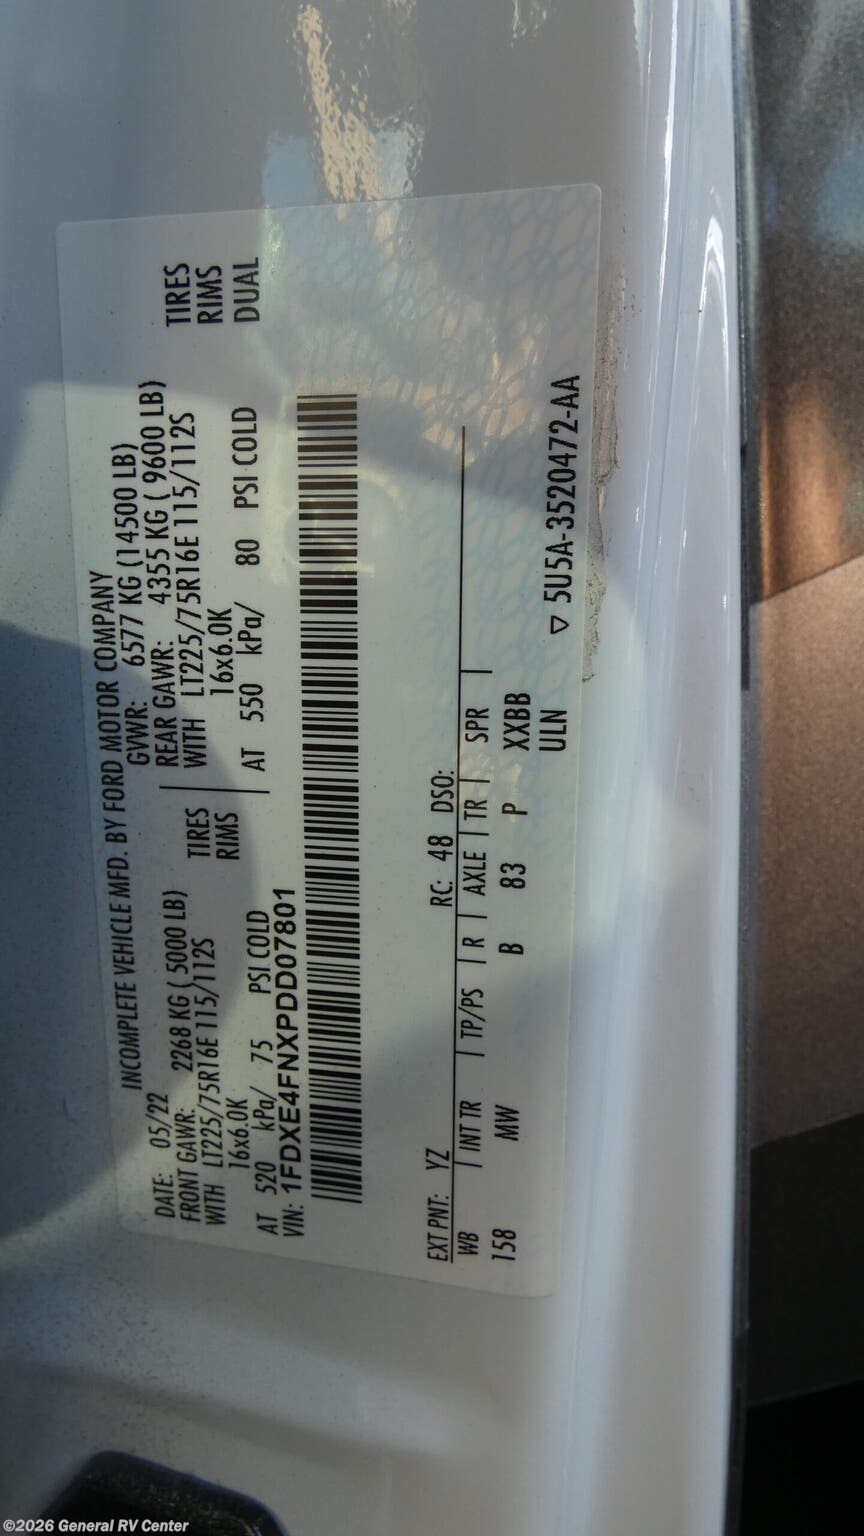 INCOMPLETE VEHICLE MFD. BY FORD MOTOR COMPANY
DATE: 05/22 GVWR: 6577 KG (14500 LB)
FRONT GAWR: 2268 KG ( 5000 LB) REAR GAWR: 4355 KG ( 9600 LB)
WITH LT225/75R16E 115/112S TIRES WITH LT225/75R16E 115/112S TIRES
16x6.0K RIMS 16x6.0K RIMS
AT 520 kPa/ 75 PSI COLD AT 550 kPa/ 80 PSI COLD DUAL
VIN: 1FDXE4FNXPDD07801
EXT PNT: YZ RC: 48 DSO:
WB INT TR TP/PS R AXLE TR SPR
158 MW B 83 P XXBB
ULN
▽ 5U5A-3520472-AA
©2026 General RV Center